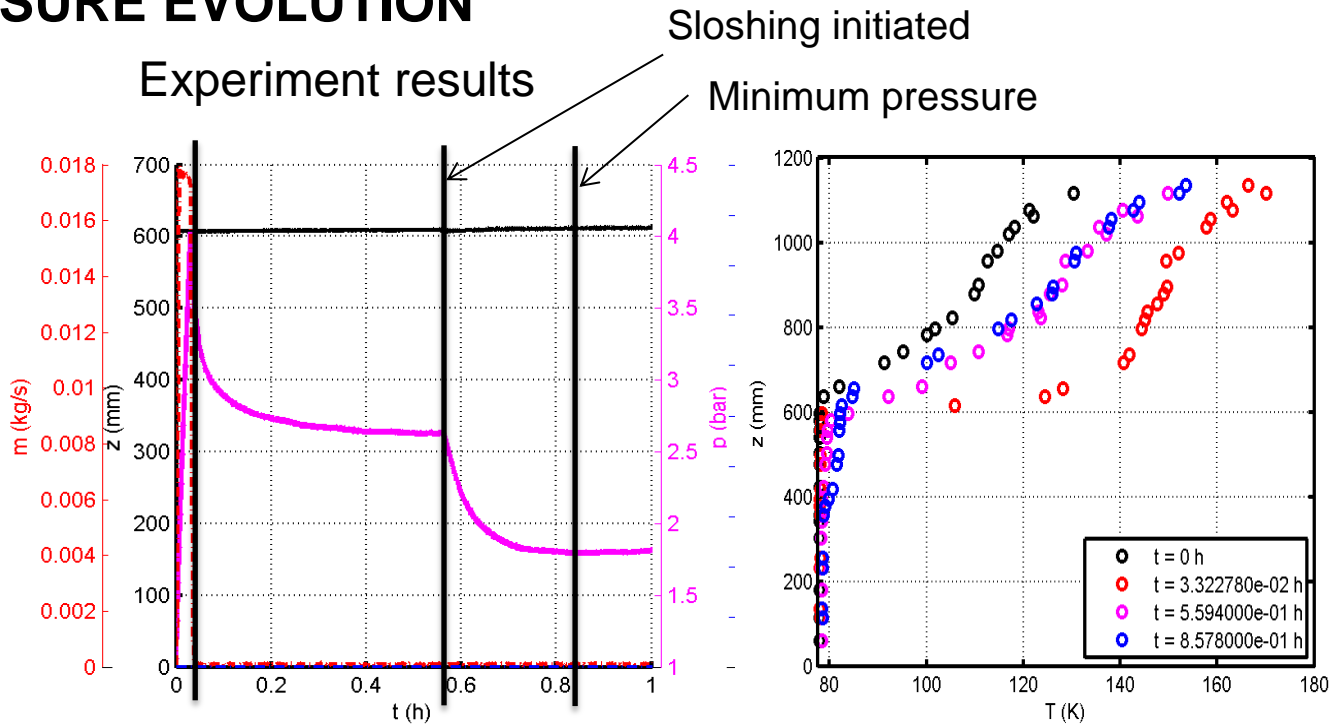 SURE EVOLUTION
Sloshing initiated
Experiment results
Minimum pressure
0.018
0.016
0.014
0.012
0.01
0.008
0.006
0.004
0.002
0
m (kg/s)
700
600
500
400
300
200
100
0
z (mm)
0 0.2 0.4 0.6 0.8 1
t (h)
4.5
4
3.5
3
2.5
2
1.5
1
p (bar)
1200
1000
800
600
400
200
0
z (mm)
t = 0 h
t = 3.322780e-02 h
t = 5.594000e-01 h
t = 8.578000e-01 h
80 100 120 140 160 180
T (K)